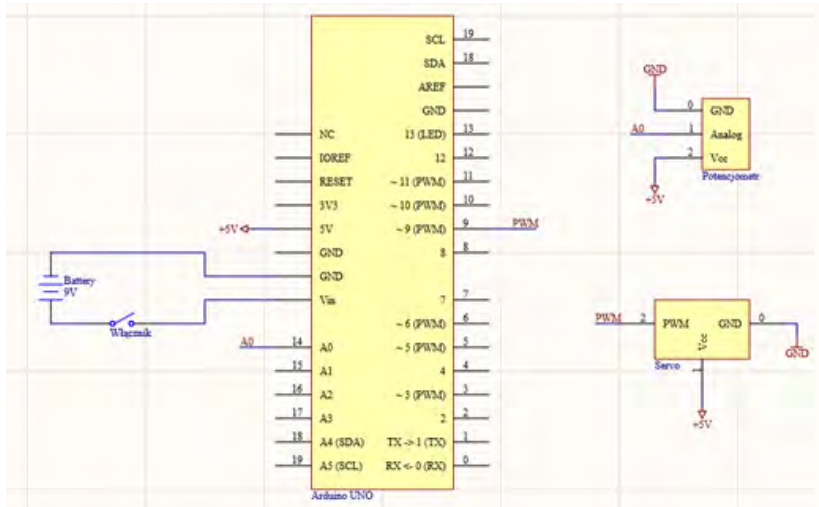 Battery
9V
Włącznik
+5V
A0
14
15
16
17
18
19
NC
IOREF
RESET
3V3
5V
GND
GND
Vin
A0
A1
A2
A3
A4 (SDA)
A5 (SCL)
SCL
SDA
AREF
GND
13 (LED)
12
~ 11 (PWM)
~ 10 (PWM)
~ 9 (PWM)
8
7
~ 6 (PWM)
~ 5 (PWM)
4
~ 3 (PWM)
2
TX -> 1 (TX)
RX <- 0 (RX)
19
18
13
12
11
10
9
8
7
6
5
4
3
2
1
0
PWM
Arduino UNO
GND
0
GND
A0
1
Analog
2
Vcc
Potencjometr
+5V
PWM
2
PWM
GND
0
Vcc
1
GND
Servo
+5V